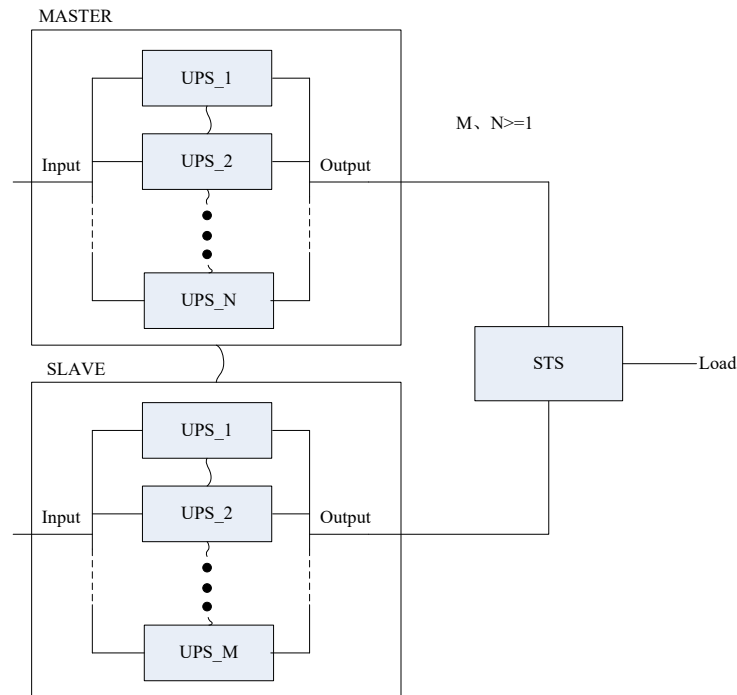 MASTER
UPS_1
M、N>=1
UPS_2
Input
Output
UPS_N
STS
Load
SLAVE
UPS_1
UPS_2
Input
Output
UPS_M